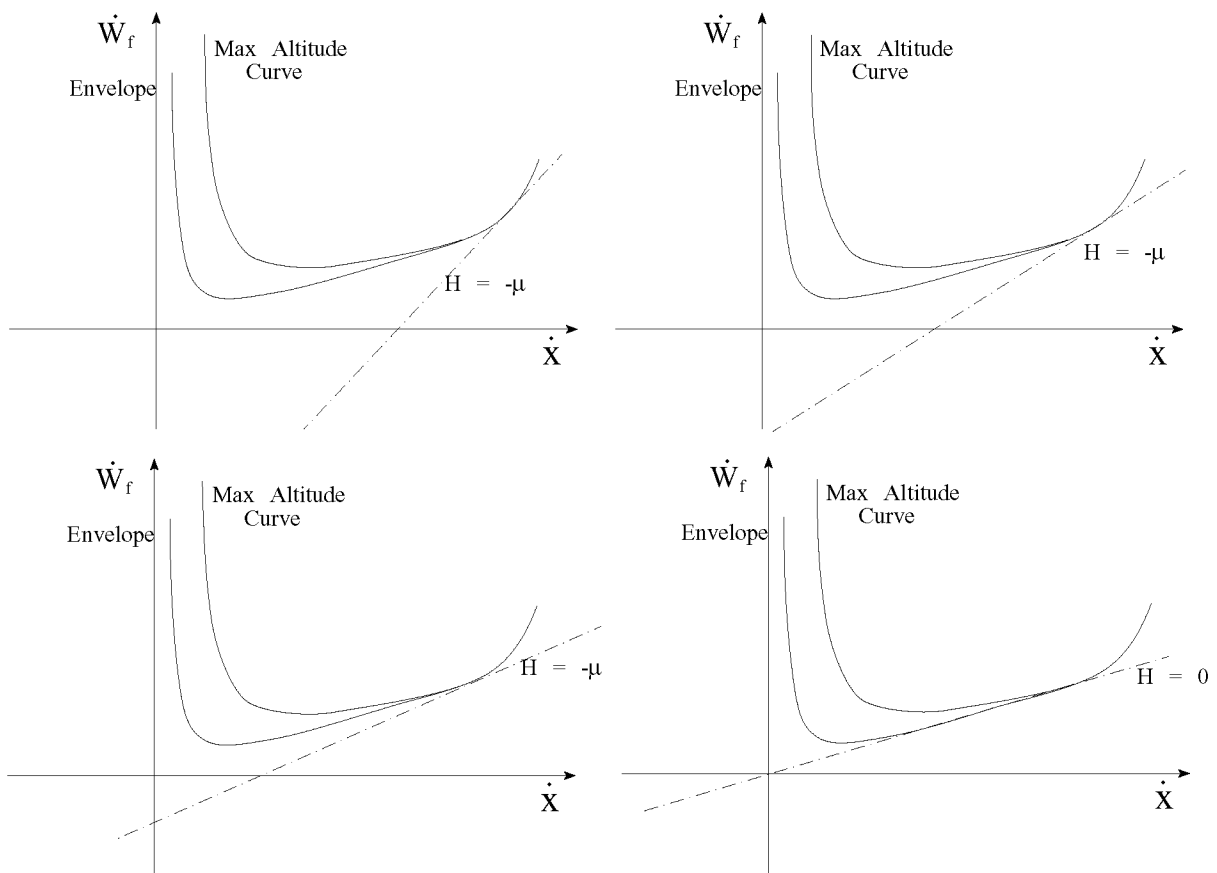 Ẇf
Max Altitude
Curve
Envelope
H = -μ
Ẋ
Ẇf
Max Altitude
Curve
Envelope
H = -μ
Ẋ
Ẇf
Max Altitude
Curve
Envelope
H = -μ
Ẋ
Ẇf
Max Altitude
Curve
Envelope
H = 0
Ẋ